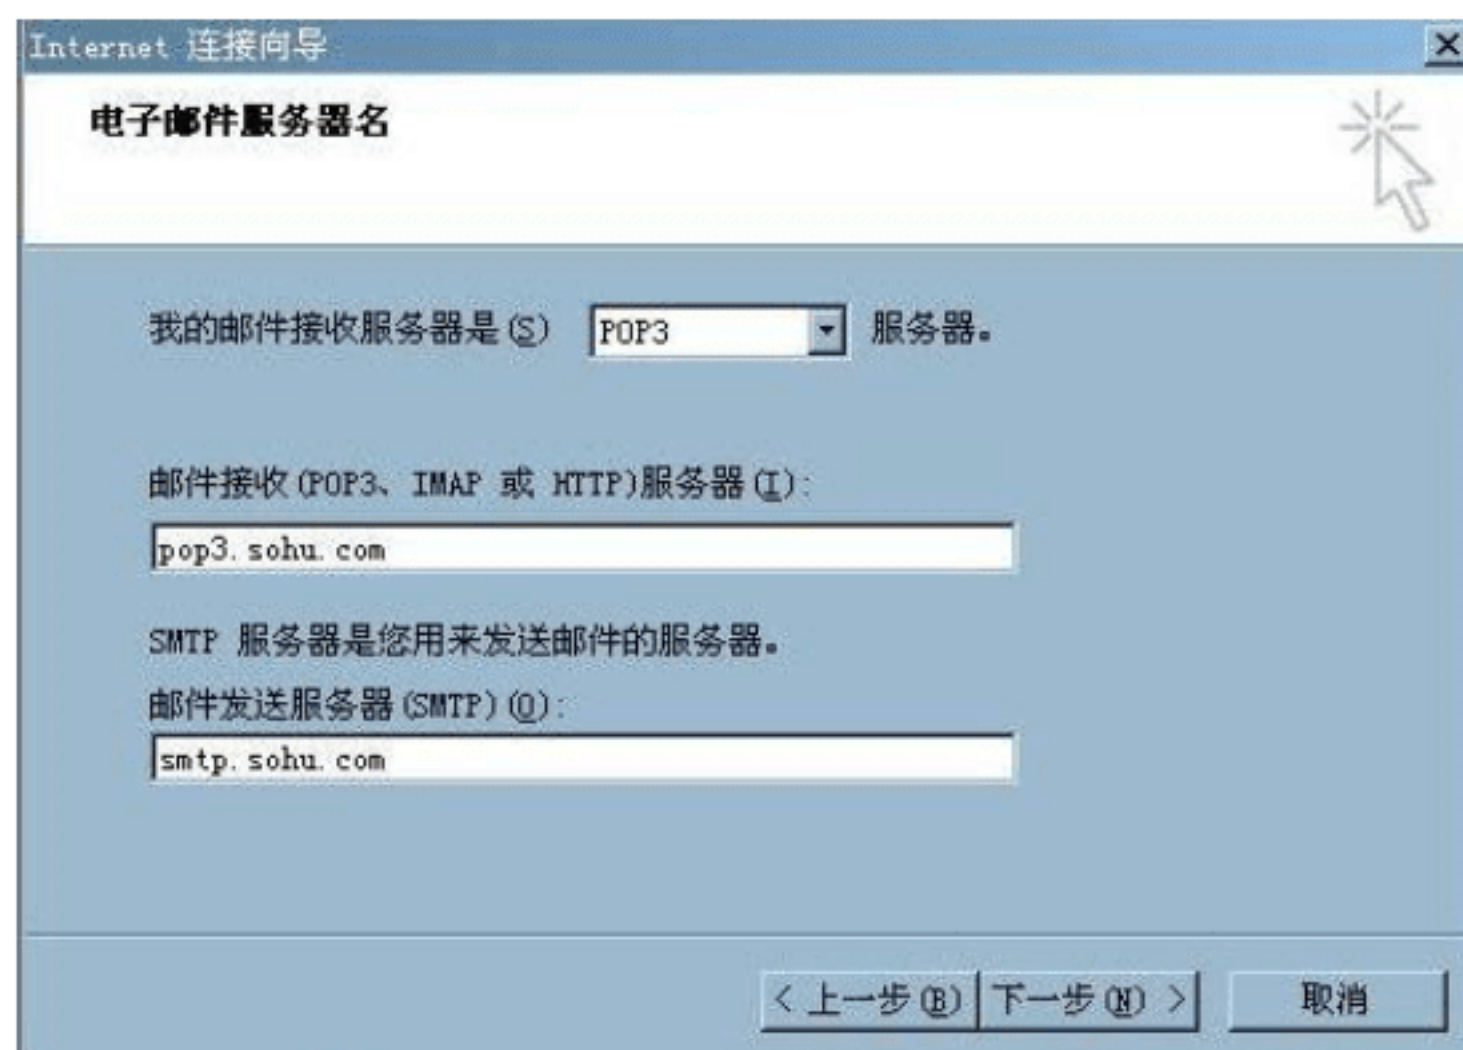 Internet 连接向导
电子邮件服务器名
我的邮件接收服务器是(S) POP3 服务器。
邮件接收(POP3、IMAP 或 HTTP)服务器(I):
pop3.sohu.com
SMTP 服务器是您用来发送邮件的服务器。
邮件发送服务器(SMTP)(O):
smtp.sohu.com
< 上一步(B) 下一步(N) > 取消